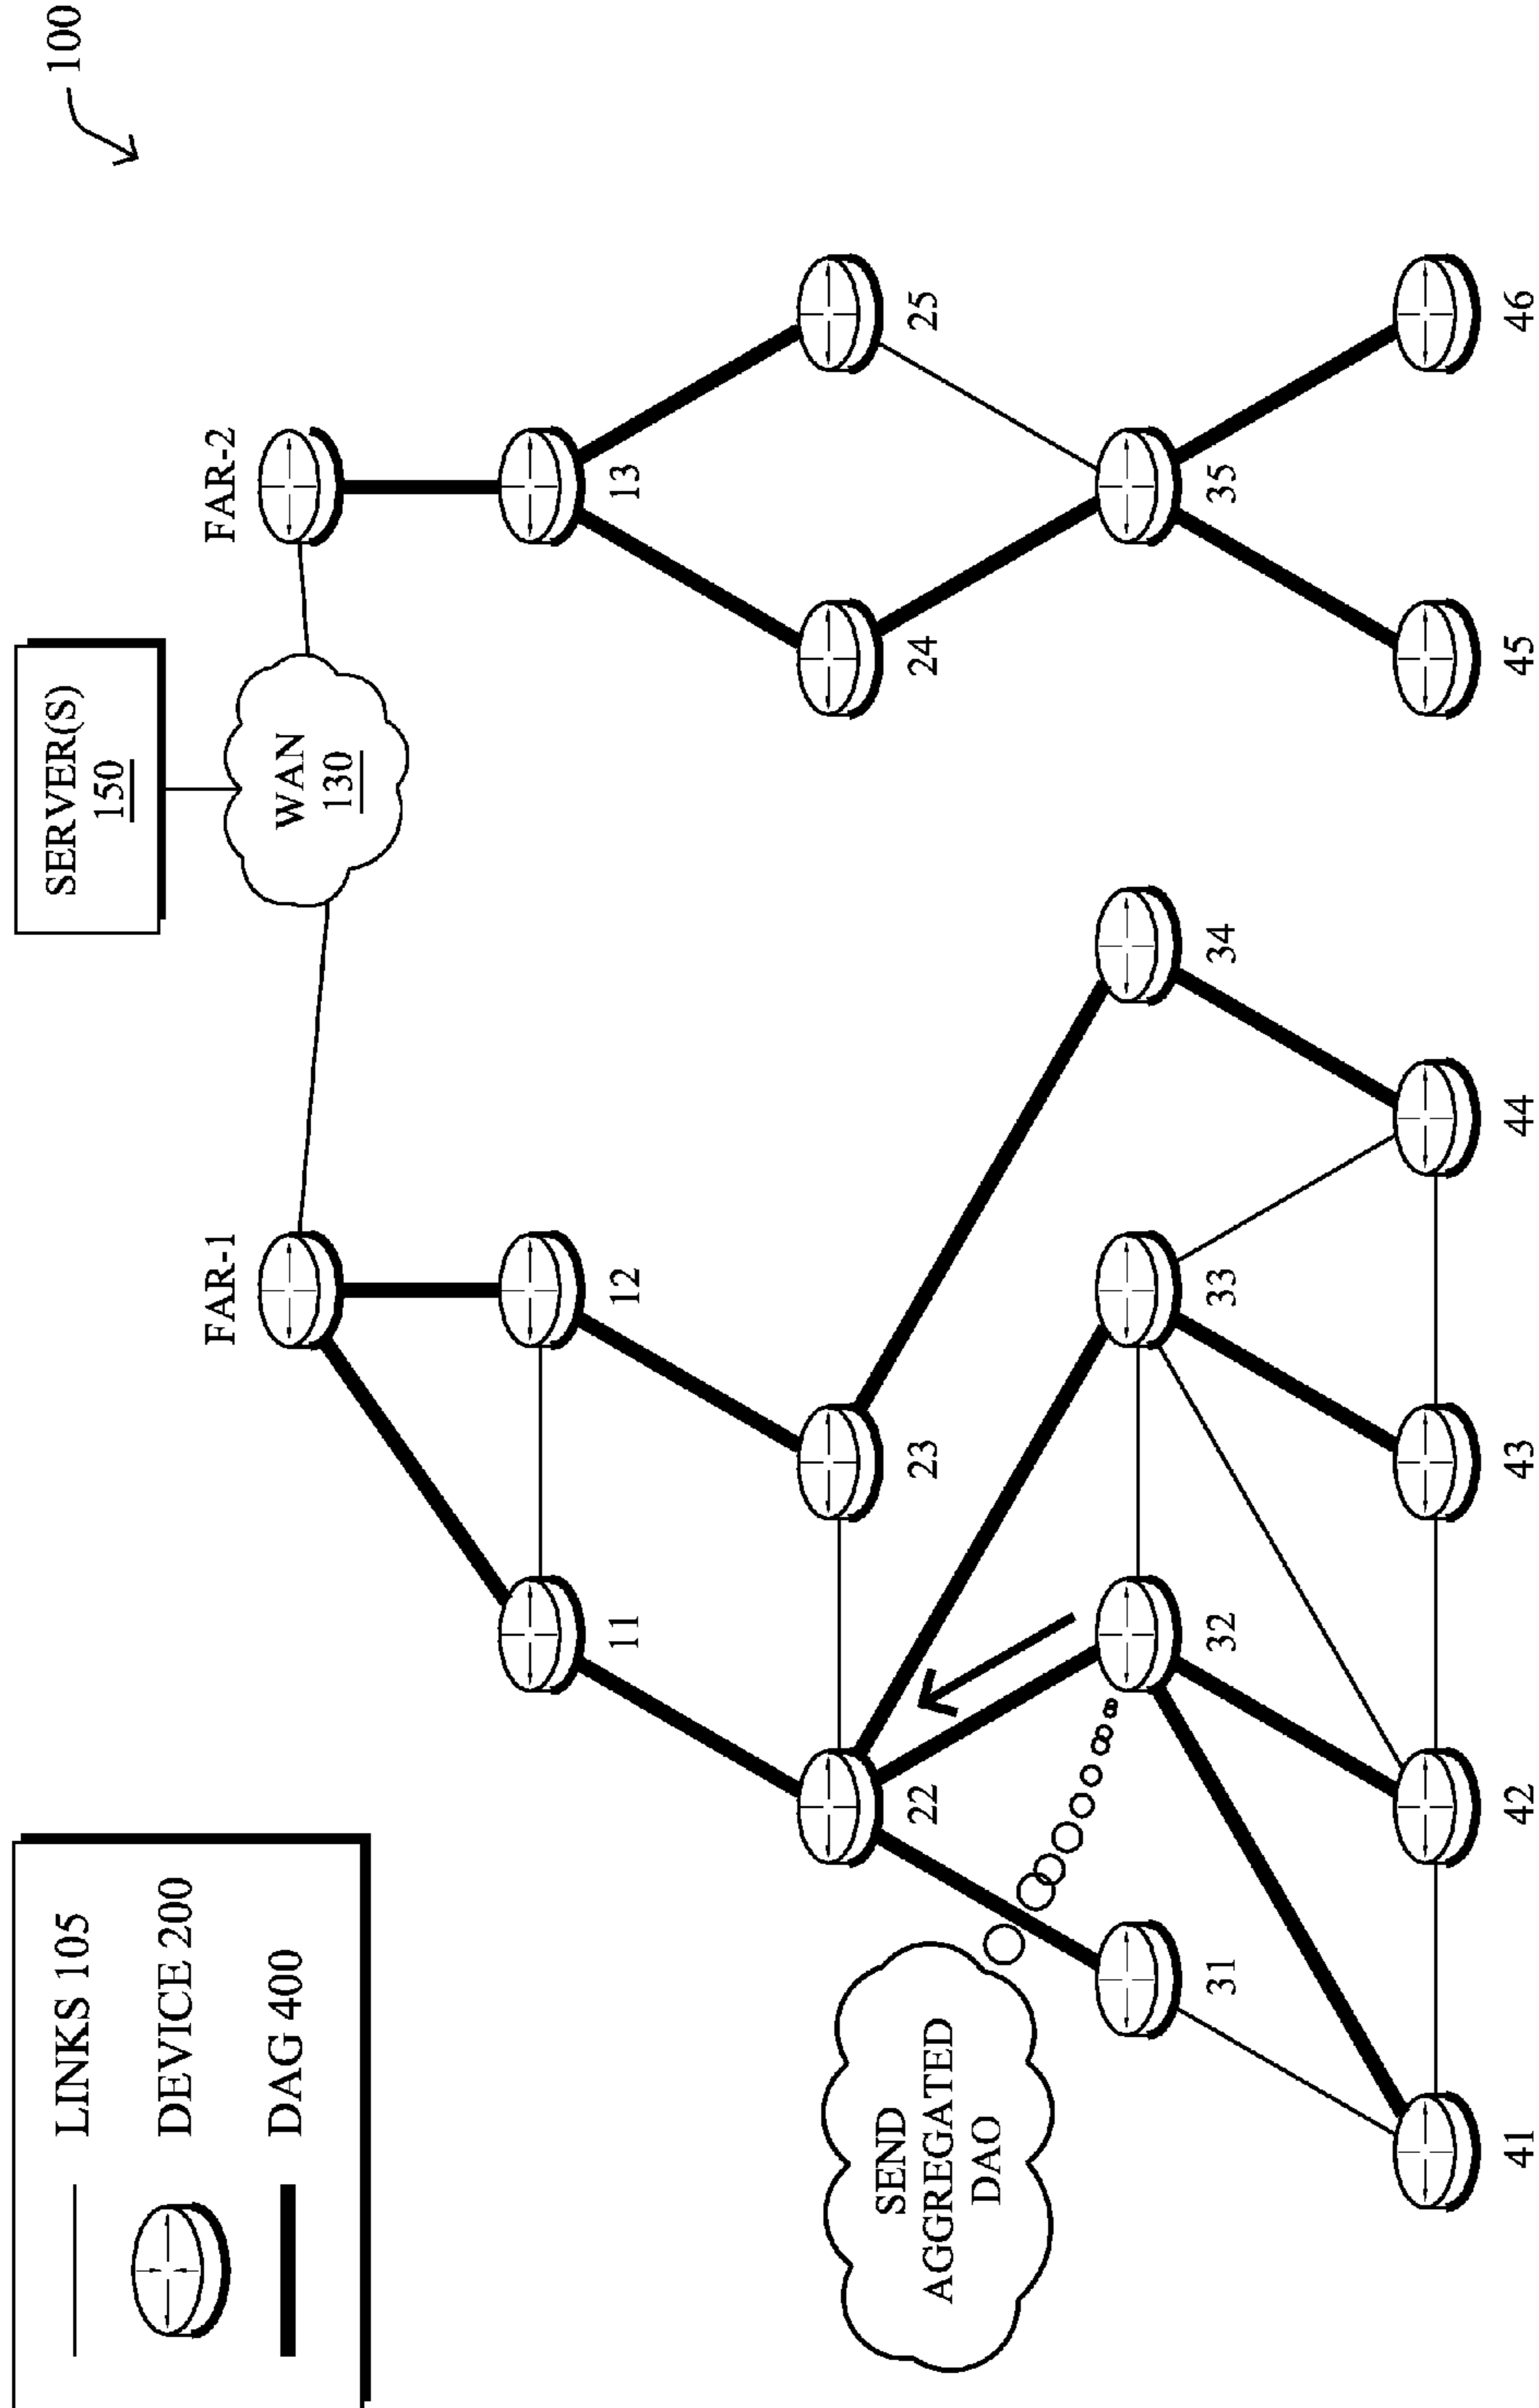 LINKS 105
DEVICE 200
DAG 400
SERVER(S)
150
100
WAN
130
FAR-1
FAR-2
11
12
13
22
23
24
25
SEND
AGGREGATED
DAO
31
32
33
34
35
41
42
43
44
45
46